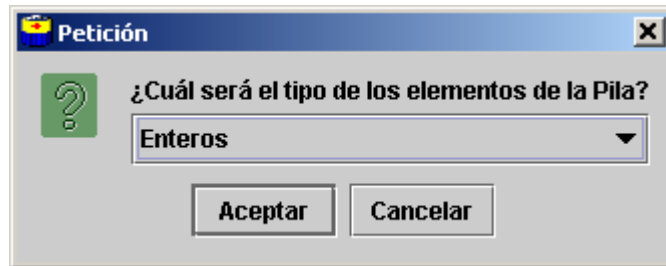 Petición
¿Cuál será el tipo de los elementos de la Pila?
Enteros
Aceptar Cancelar